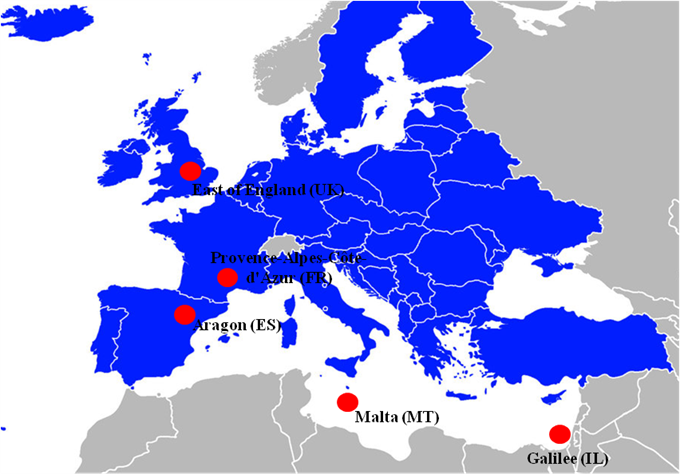 East of England (UK)
Provence-Alpes-Cote
d'Azur (FR)
Aragon (ES)
Malta (MT)
Galilee (IL)